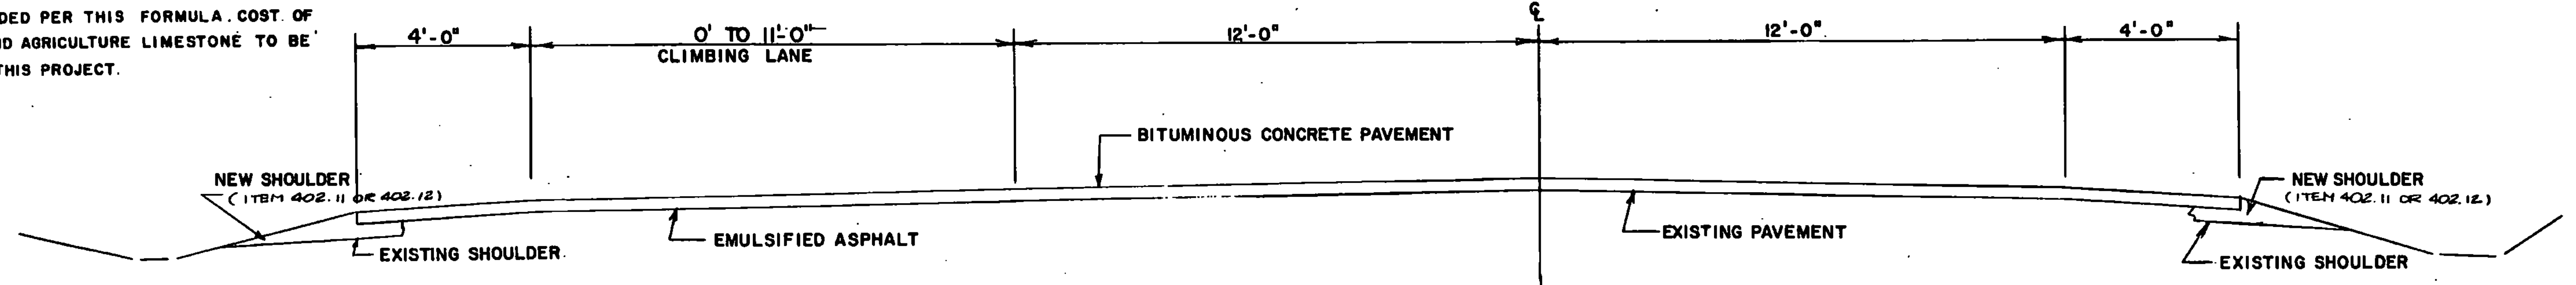 DED PER THIS FORMULA. COST OF
ID AGRICULTURE LIMESTONE TO BE
THIS PROJECT.
4'-0" 0' TO 11'-0" 12'-0" ℄ 12'-0" 4'-0"
CLIMBING LANE
BITUMINOUS CONCRETE PAVEMENT
NEW SHOULDER
(ITEM 402.11 OR 402.12)
NEW SHOULDER
(ITEM 402.11 OR 402.12)
EMULSIFIED ASPHALT
EXISTING PAVEMENT
EXISTING SHOULDER
EXISTING SHOULDER